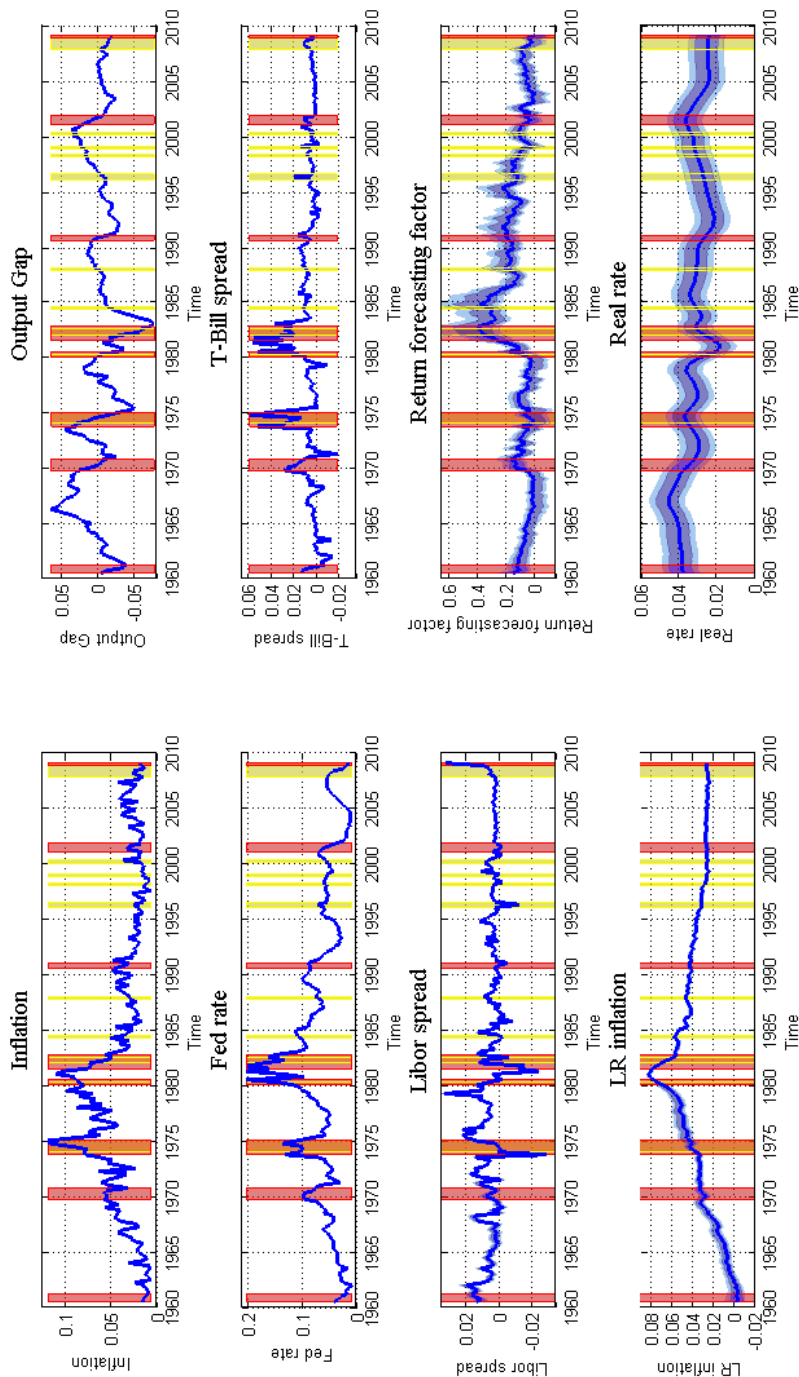 Inflation
Inflation
0.1
0.05
0
1960 1965 1970 1975 1980 1985 1990 1995 2000 2005 2010
Time
Output Gap
Output Gap
0.05
0
-0.05
1960 1965 1970 1975 1980 1985 1990 1995 2000 2005 2010
Time
Fed rate
Fed rate
0.2
0.1
0
1960 1965 1970 1975 1980 1985 1990 1995 2000 2005 2010
Time
T-Bill spread
T-Bill spread
0.06
0.04
0.02
0
-0.02
1960 1965 1970 1975 1980 1985 1990 1995 2000 2005 2010
Time
Libor spread
Libor spread
0.02
0
-0.02
1960 1965 1970 1975 1980 1985 1990 1995 2000 2005 2010
Time
Return forecasting factor
Return forecasting factor
0.6
0.4
0.2
0
1960 1965 1970 1975 1980 1985 1990 1995 2000 2005 2010
Time
LR inflation
LR inflation
0.08
0.06
0.04
0.02
0
-0.02
1960 1965 1970 1975 1980 1985 1990 1995 2000 2005 2010
Time
Real rate
Real rate
0.06
0.04
0.02
0
1960 1965 1970 1975 1980 1985 1990 1995 2000 2005 2010
Time